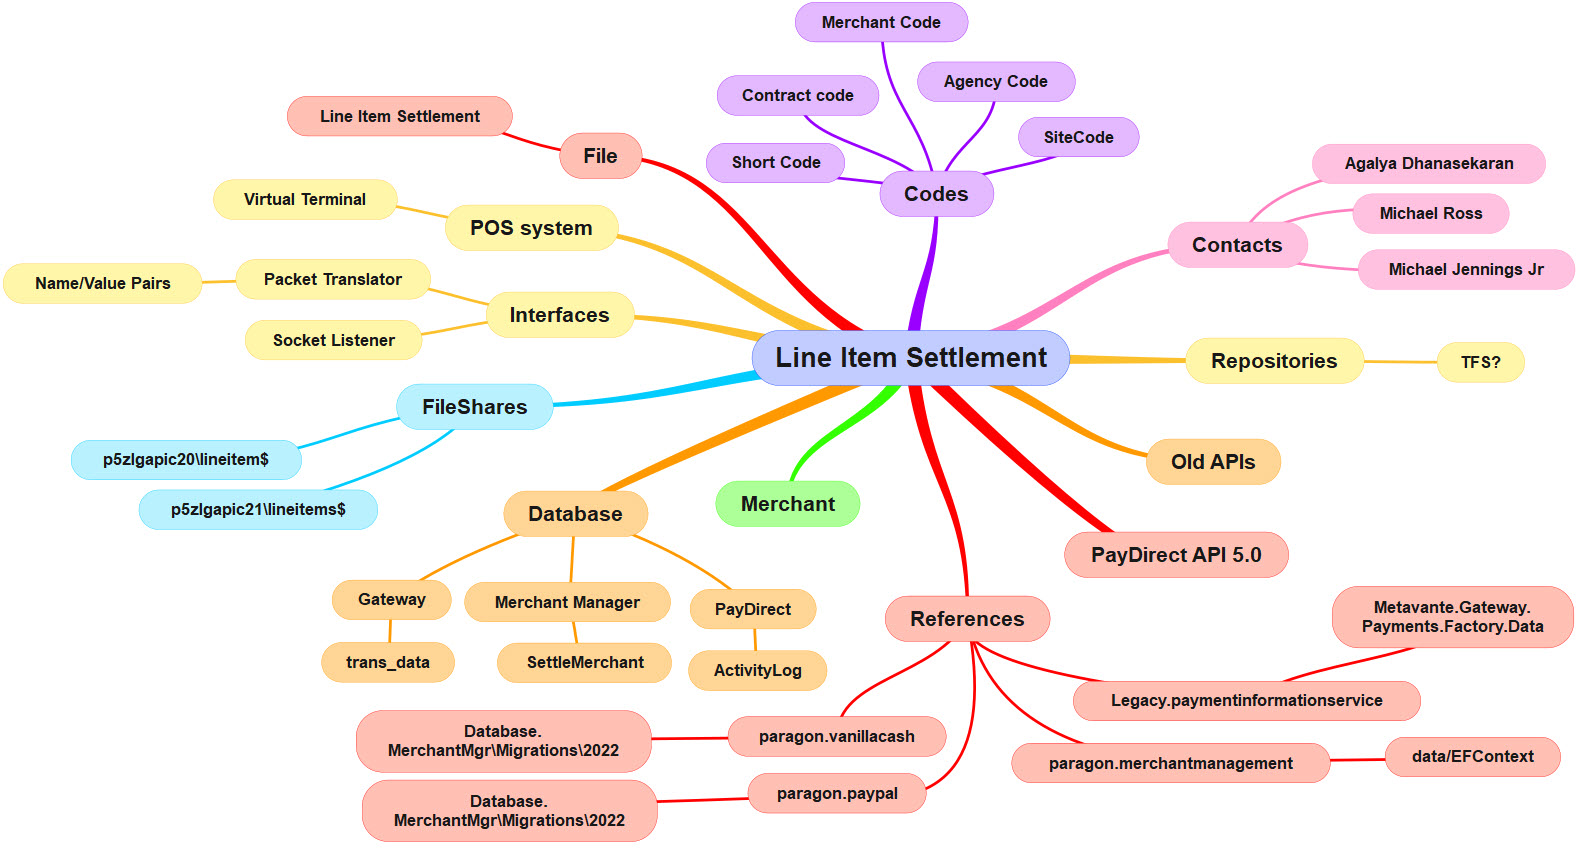 Merchant Code
Agency Code
Contract code
Line Item Settlement
SiteCode
File
Short Code
Agalya Dhanasekaran
Codes
Virtual Terminal
Michael Ross
POS system
Contacts
Michael Jennings Jr
Packet Translator
Name/Value Pairs
Interfaces
Socket Listener
Line Item Settlement
Repositories
TFS?
FileShares
p5zlgapic20\lineitem$
Old APIs
p5zlgapic21\lineitems$
Merchant
Database
PayDirect API 5.0
Gateway
Merchant Manager
PayDirect
References
Metavante.Gateway.
Payments.Factory.Data
trans_data
SettleMerchant
ActivityLog
Legacy.paymentinformationservice
Database.
MerchantMgr\Migrations\2022
paragon.vanillacash
paragon.merchantmanagement
data/EFContext
Database.
MerchantMgr\Migrations\2022
paragon.paypal